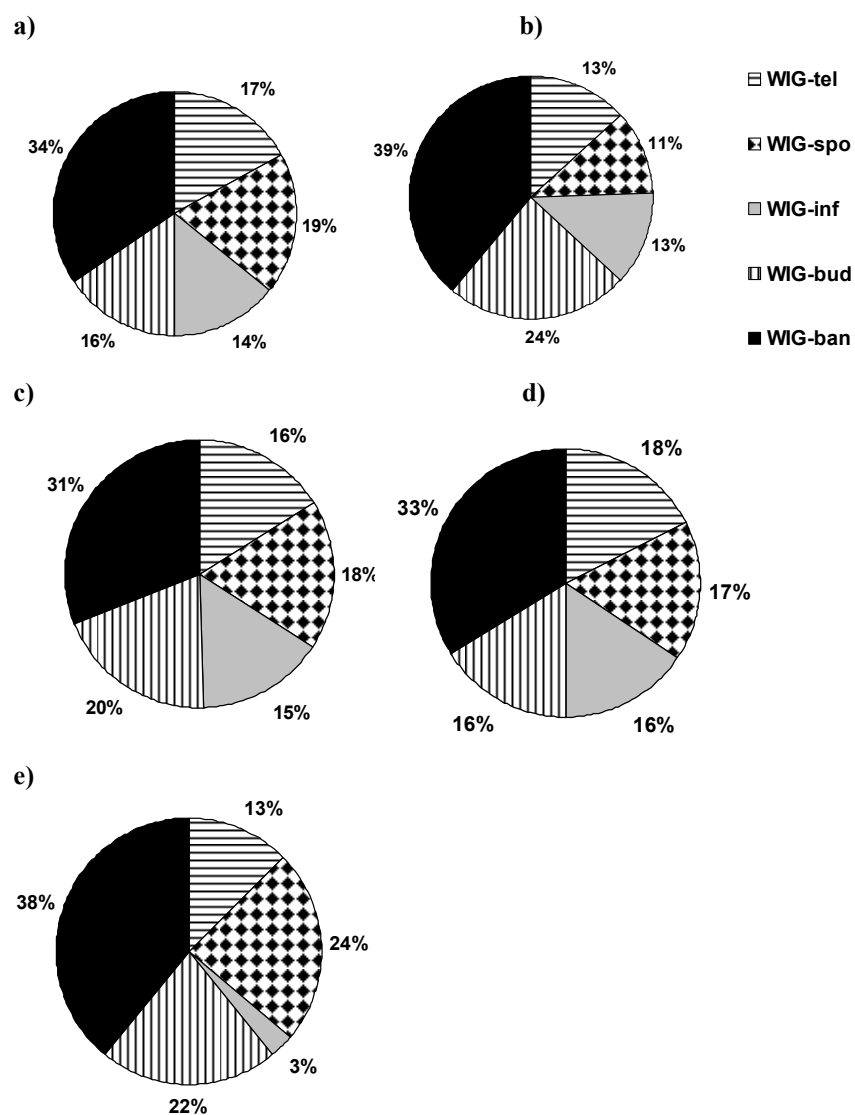 a)
17%
19%
14%
16%
34%
b)
13%
11%
13%
24%
39%
WIG-tel
WIG-spo
WIG-inf
WIG-bud
WIG-ban
c)
16%
18%
15%
20%
31%
d)
18%
17%
16%
16%
33%
e)
13%
24%
3%
22%
38%